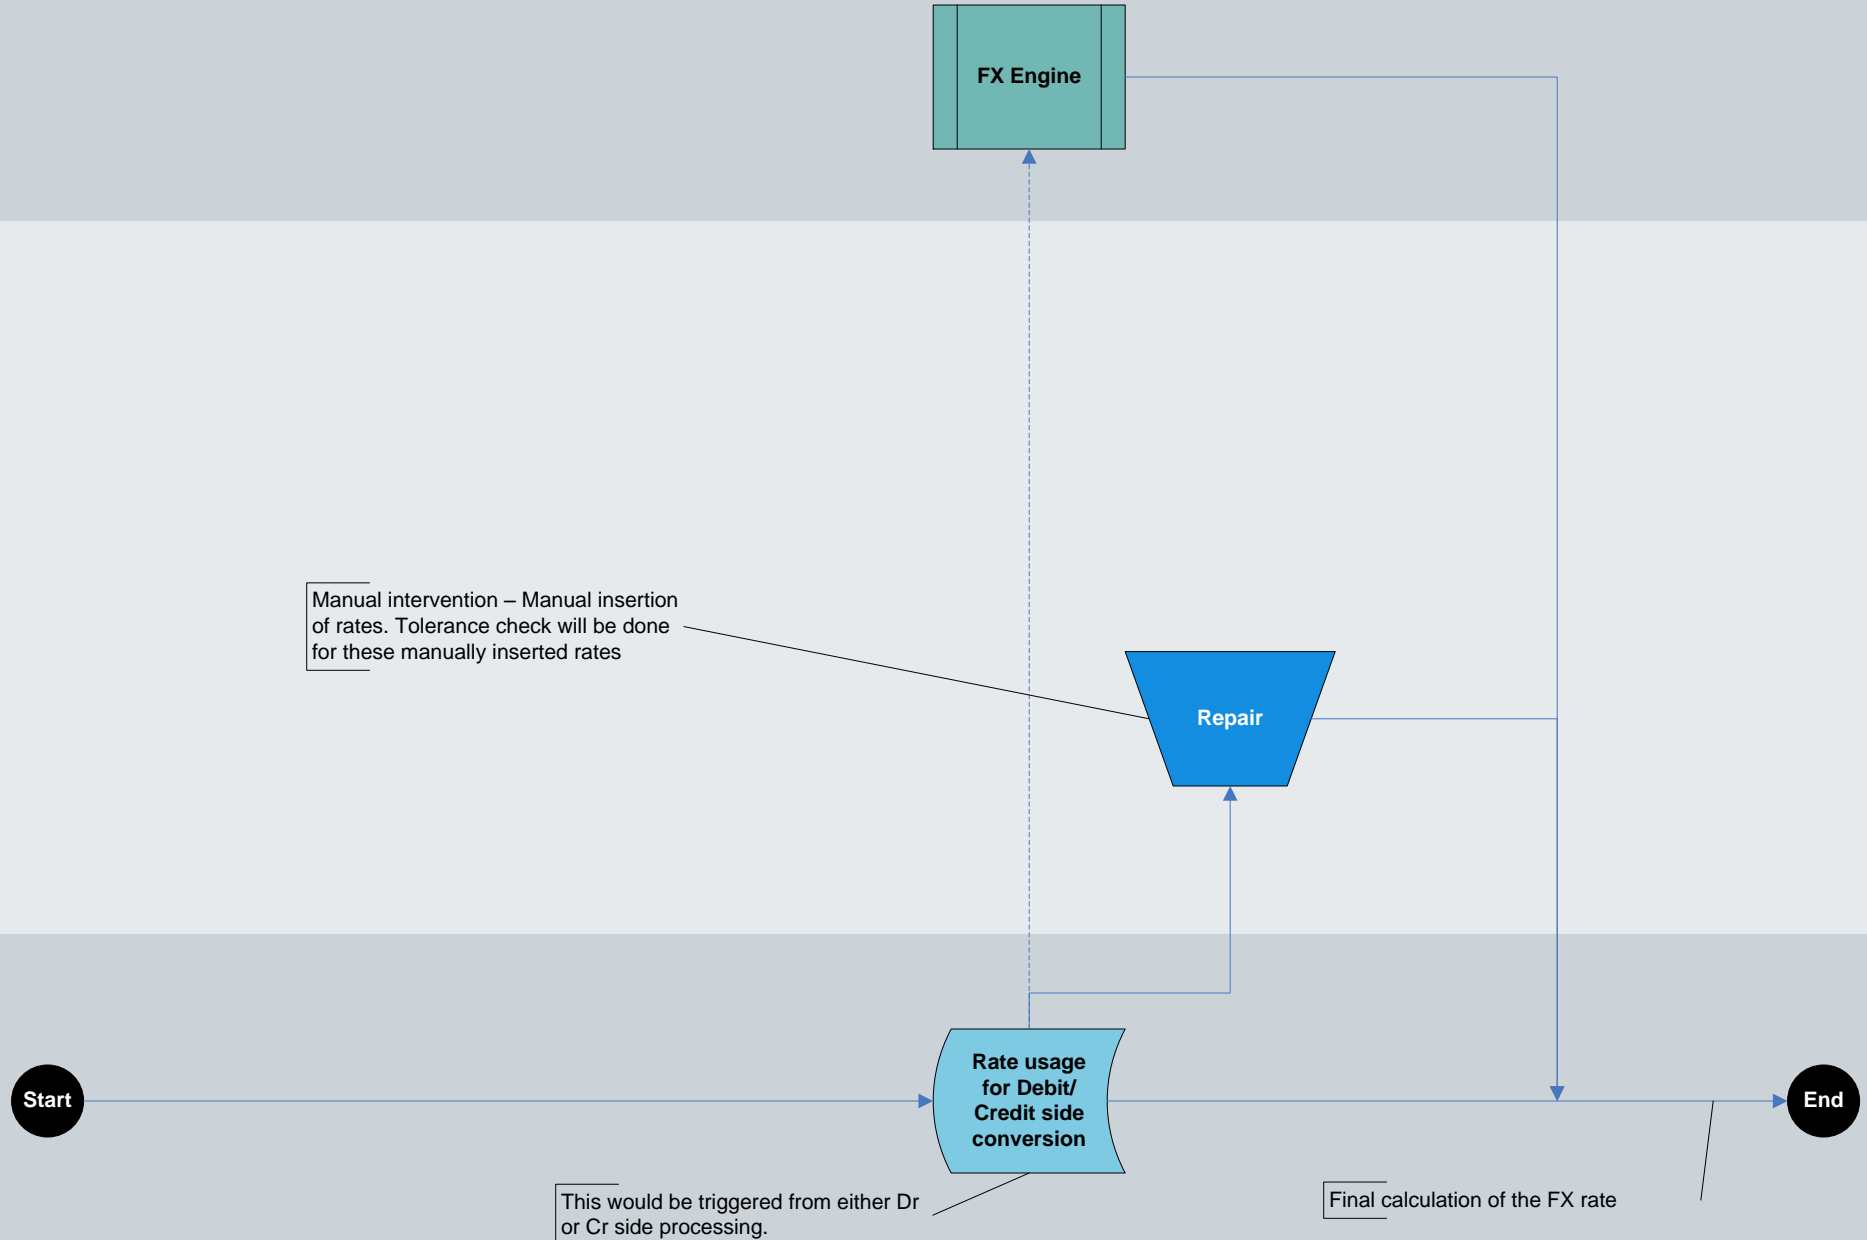 FX Engine
Manual intervention – Manual insertion
of rates. Tolerance check will be done
for these manually inserted rates
Repair
Start
Rate usage
for Debit/
Credit side
conversion
End
This would be triggered from either Dr
or Cr side processing.
Final calculation of the FX rate